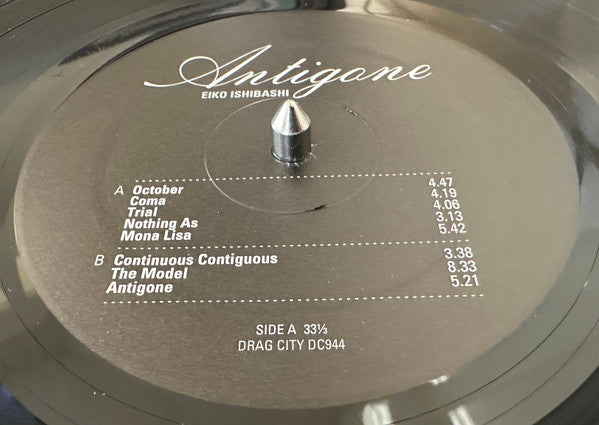 Antigone
EIKO ISHIBASHI
A October 4.47
Coma 4.19
Trial 4.06
Nothing As 3.13
Mona Lisa 5.42
B Continuous Contiguous 3.38
The Model 8.33
Antigone 5.21
SIDE A 33⅓
DRAG CITY DC944